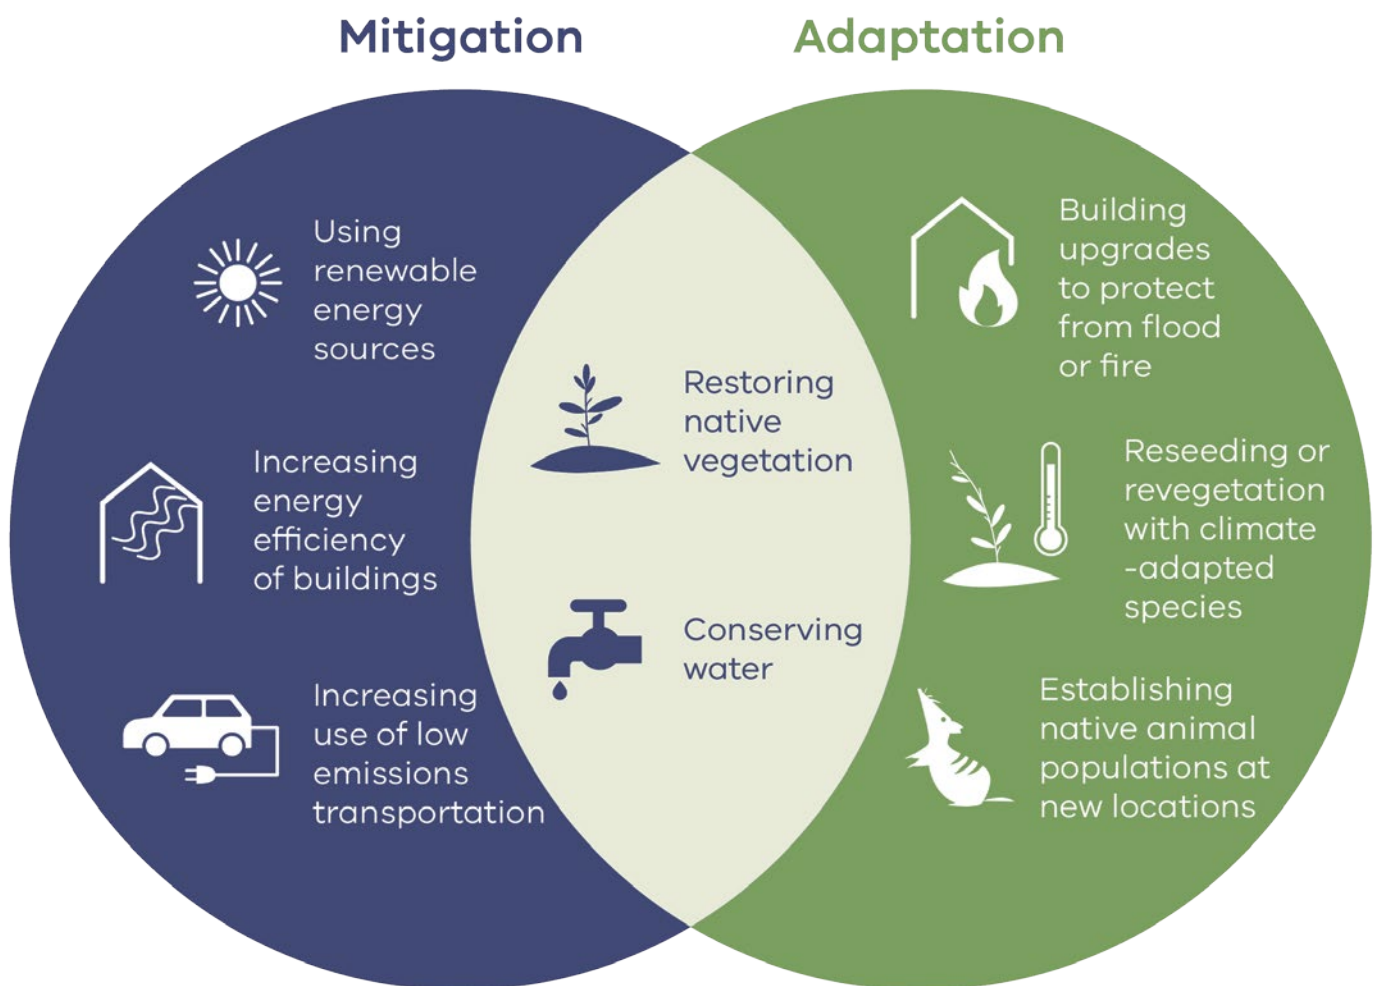 Mitigation
Adaptation
Using
renewable
energy
sources
Increasing
energy
efficiency
of buildings
Increasing
use of low
emissions
transportation
Restoring
native
vegetation
Conserving
water
Building
upgrades
to protect
from flood
or fire
Reseeding or
revegetation
with climate
-adapted
species
Establishing
native animal
populations at
new locations